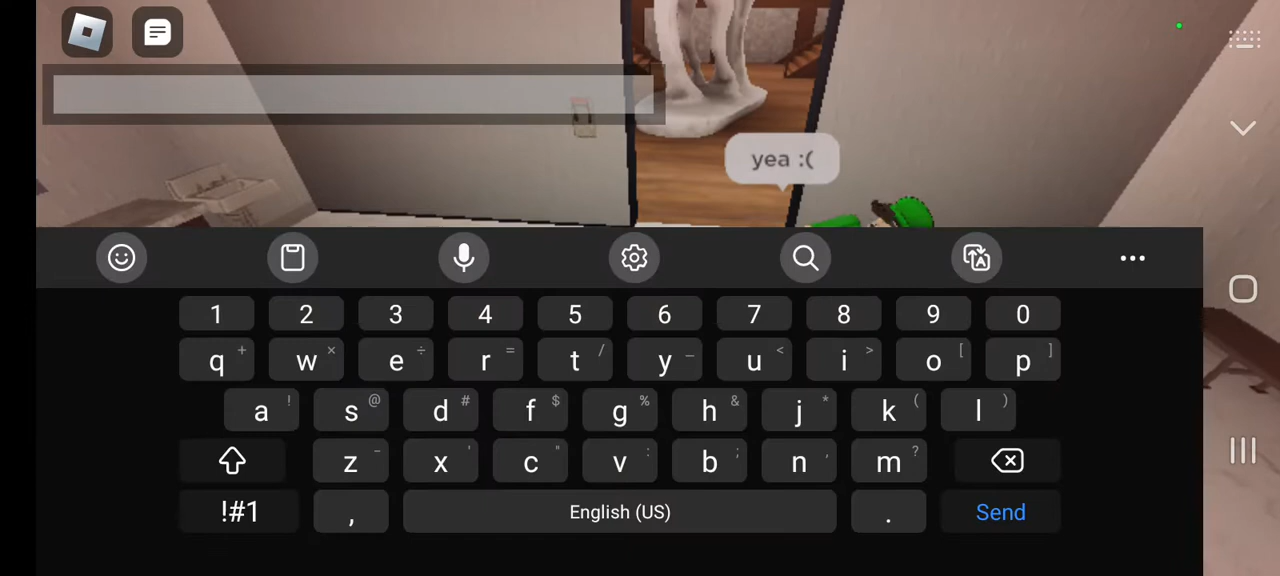 yea :(
1 2 3 4 5 6 7 8 9 0
q + w × e ÷ r = t / y _ u < i > o [ p ]
a ! s @ d # f $ g % h & j * k ( l )
z - x ' c " v : b ; n , m ?
!#1 , English (US) . Send